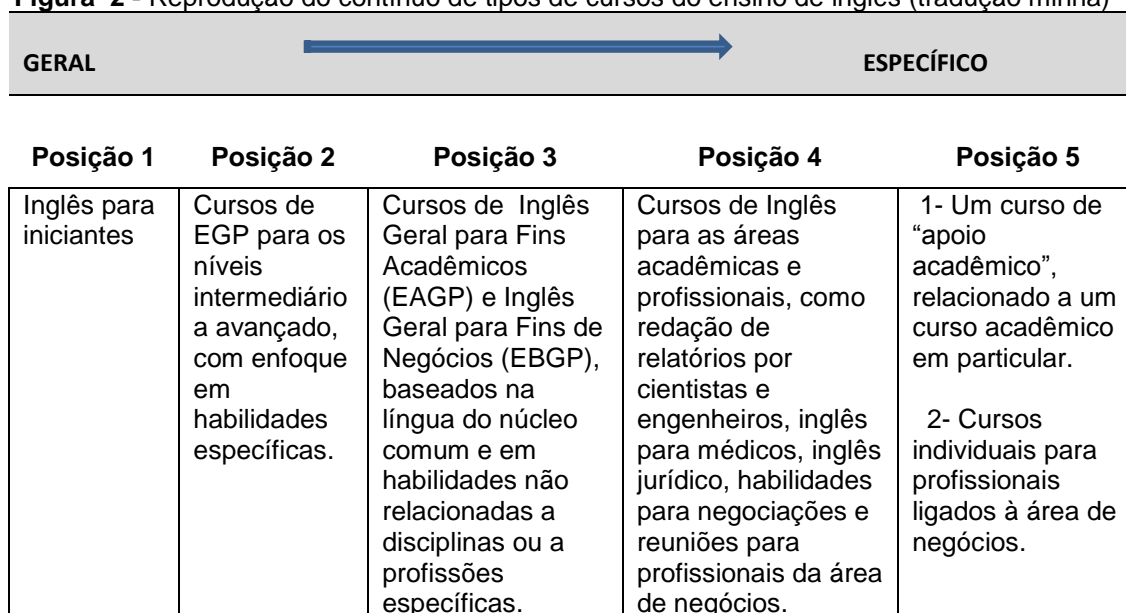 Figura 2 - Reprodução do contínuo de tipos de cursos do ensino de inglês (tradução minha)
GERAL
ESPECÍFICO
Posição 1
Posição 2
Posição 3
Posição 4
Posição 5
Inglês para
iniciantes
Cursos de
EGP para os
níveis
intermediário
a avançado,
com enfoque
em
habilidades
específicas.
Cursos de Inglês
Geral para Fins
Acadêmicos
(EAGP) e Inglês
Geral para Fins de
Negócios (EBGP),
baseados na
língua do núcleo
comum e em
habilidades não
relacionadas a
disciplinas ou a
profissões
específicas.
Cursos de Inglês
para as áreas
acadêmicas e
profissionais, como
redação de
relatórios por
cientistas e
engenheiros, inglês
para médicos, inglês
jurídico, habilidades
para negociações e
reuniões para
profissionais da área
de negócios.
1- Um curso de
“apoio
acadêmico”,
relacionado a um
curso acadêmico
em particular.
2- Cursos
individuais para
profissionais
ligados à área de
negócios.